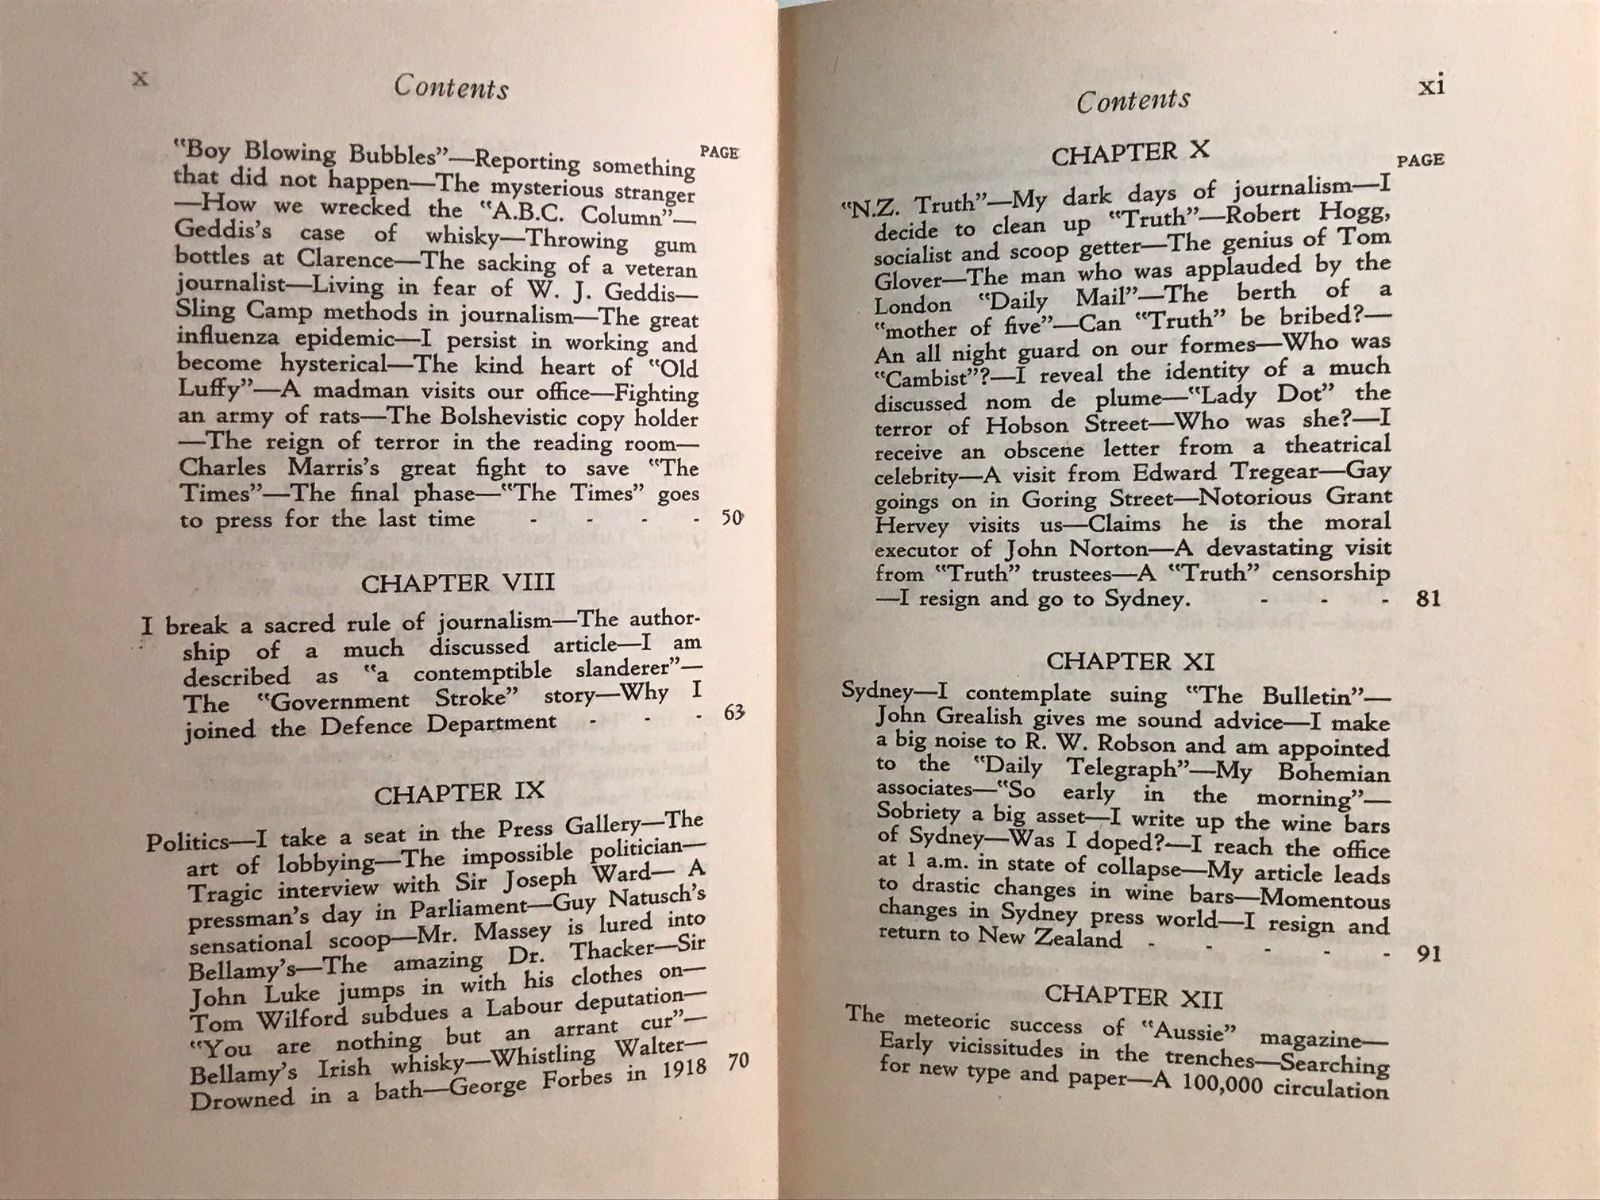 x
Contents
PAGE
"Boy Blowing Bubbles"—Reporting something
that did not happen—The mysterious stranger
—How we wrecked the "A.B.C. Column"—
Geddis's case of whisky—Throwing gum
bottles at Clarence—The sacking of a veteran
journalist—Living in fear of W. J. Geddis—
Sling Camp methods in journalism—The great
influenza epidemic—I persist in working and
become hysterical—The kind heart of "Old
Luffy"—A madman visits our office—Fighting
an army of rats—The Bolshevistic copy holder
—The reign of terror in the reading room—
Charles Marris's great fight to save "The
Times"—The final phase—"The Times" goes
to press for the last time - - - - 50
CHAPTER VIII
I break a sacred rule of journalism—The author-
ship of a much discussed article—I am
described as "a contemptible slanderer"—
The "Government Stroke" story—Why I
joined the Defence Department - - - 63
CHAPTER IX
Politics—I take a seat in the Press Gallery—The
art of lobbying—The impossible politician—
Tragic interview with Sir Joseph Ward— A
pressman's day in Parliament—Guy Natusch's
sensational scoop—Mr. Massey is lured into
Bellamy's—The amazing Dr. Thacker—Sir
John Luke jumps in with his clothes on—
Tom Wilford subdues a Labour deputation—
"You are nothing but an arrant cur"—
Bellamy's Irish whisky—Whistling Walter—
Drowned in a bath—George Forbes in 1918 70
xi
Contents
CHAPTER X
PAGE
"N.Z. Truth"—My dark days of journalism—I
decide to clean up "Truth"—Robert Hogg,
socialist and scoop getter—The genius of Tom
Glover—The man who was applauded by the
London "Daily Mail"—The berth of a
"mother of five"—Can "Truth" be bribed?—
An all night guard on our formes—Who was
"Cambist"?—I reveal the identity of a much
discussed nom de plume—"Lady Dot" the
terror of Hobson Street—Who was she?—I
receive an obscene letter from a theatrical
celebrity—A visit from Edward Tregear—Gay
goings on in Goring Street—Notorious Grant
Hervey visits us—Claims he is the moral
executor of John Norton—A devastating visit
from "Truth" trustees—A "Truth" censorship
—I resign and go to Sydney. - - - 81
CHAPTER XI
Sydney—I contemplate suing "The Bulletin"—
John Grealish gives me sound advice—I make
a big noise to R. W. Robson and am appointed
to the "Daily Telegraph"—My Bohemian
associates—"So early in the morning"—
Sobriety a big asset—I write up the wine bars
of Sydney—Was I doped?—I reach the office
at 1 a.m. in state of collapse—My article leads
to drastic changes in wine bars—Momentous
changes in Sydney press world—I resign and
return to New Zealand - - - - - 91
CHAPTER XII
The meteoric success of "Aussie" magazine—
Early vicissitudes in the trenches—Searching
for new type and paper—A 100,000 circulation